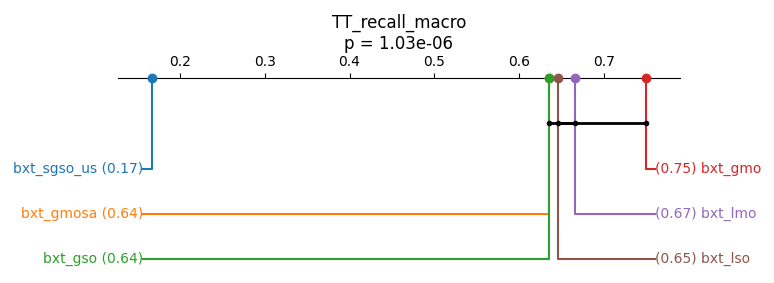 TT_recall_macro
p = 1.03e-06
0.2 0.3 0.4 0.5 0.6 0.7
bxt_sgso_us (0.17) (0.75) bxt_gmo
bxt_gmosa (0.64) (0.67) bxt_lmo
bxt_gso (0.64) (0.65) bxt_lso